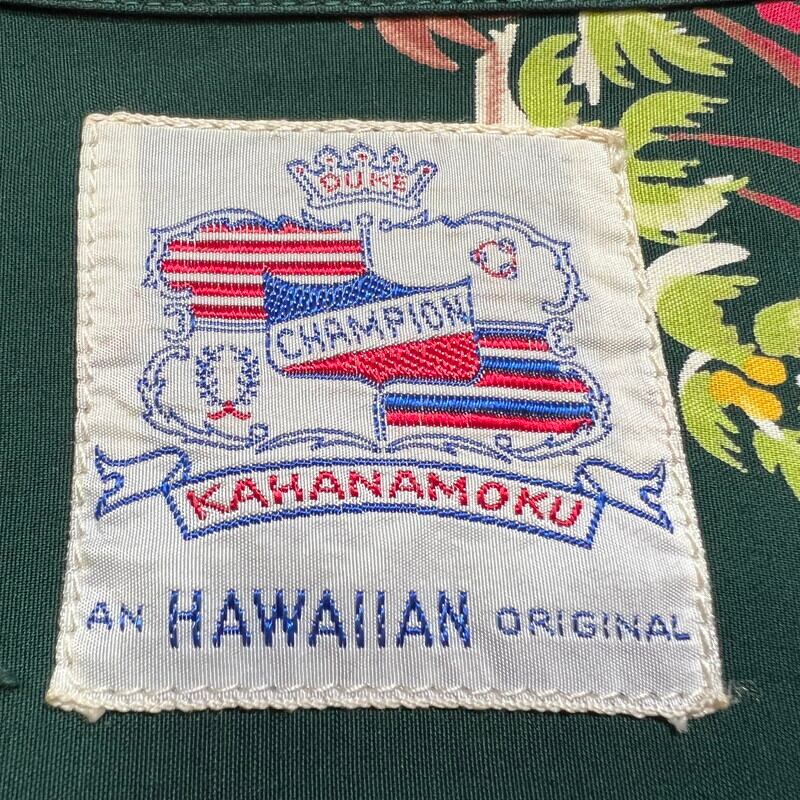 DUKE
CHAMPION
KAHANAMOKU
AN HAWAIIAN ORIGINAL